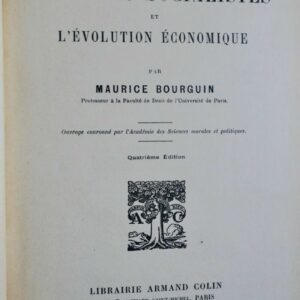 ET
L'ÉVOLUTION ÉCONOMIQUE
PAR
MAURICE BOURGUIN
Professeur à la Faculté de Droit de l'Université de Paris.
Ouvrage couronné par l'Académie des Sciences morales et politiques.
Quatrième Édition
A C
LIBRAIRIE ARMAND COLIN
PARIS